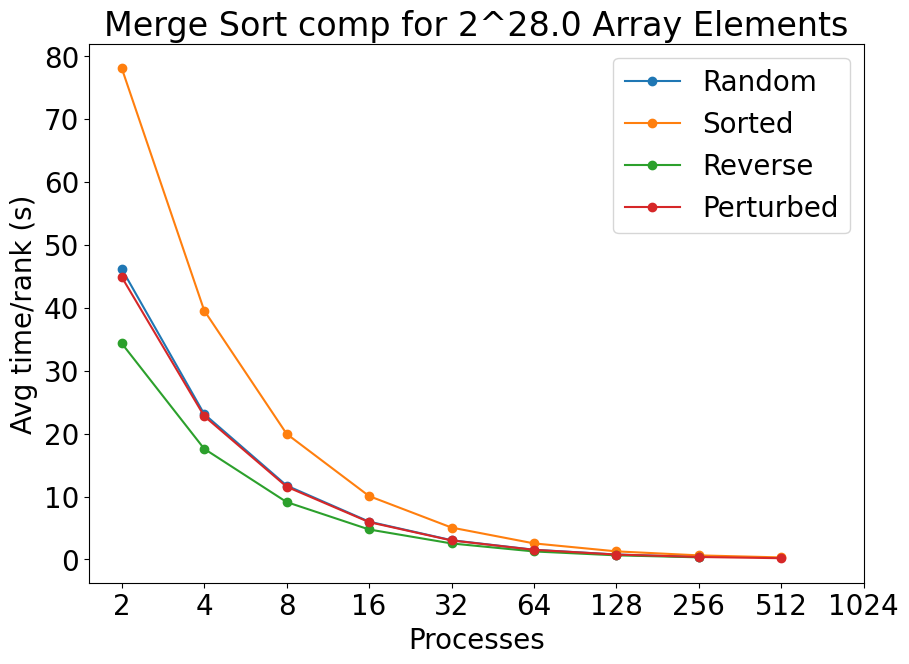 Merge Sort comp for 2^28.0 Array Elements
80
70
60
50
40
30
20
10
0
Avg time/rank (s)
Random
Sorted
Reverse
Perturbed
2 4 8 16 32 64 128 256 512 1024
Processes